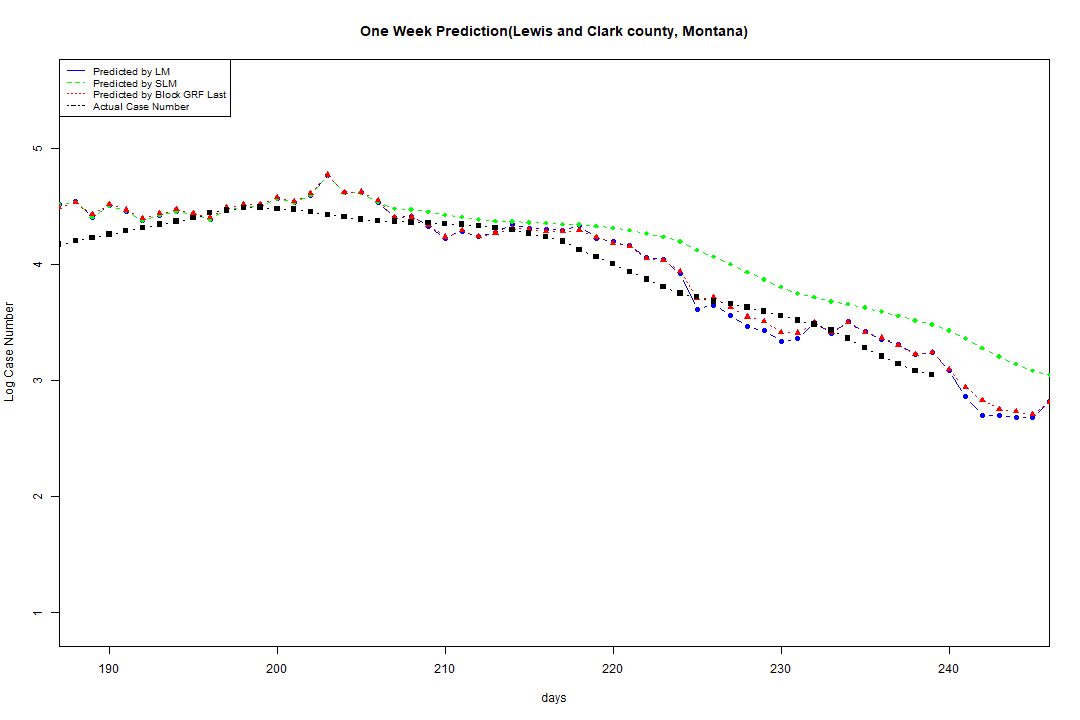 One Week Prediction(Lewis and Clark county, Montana)
Predicted by LM
Predicted by SLM
Predicted by Block GRF Last
Actual Case Number
5
4
3
2
1
Log Case Number
190 200 210 220 230 240
days